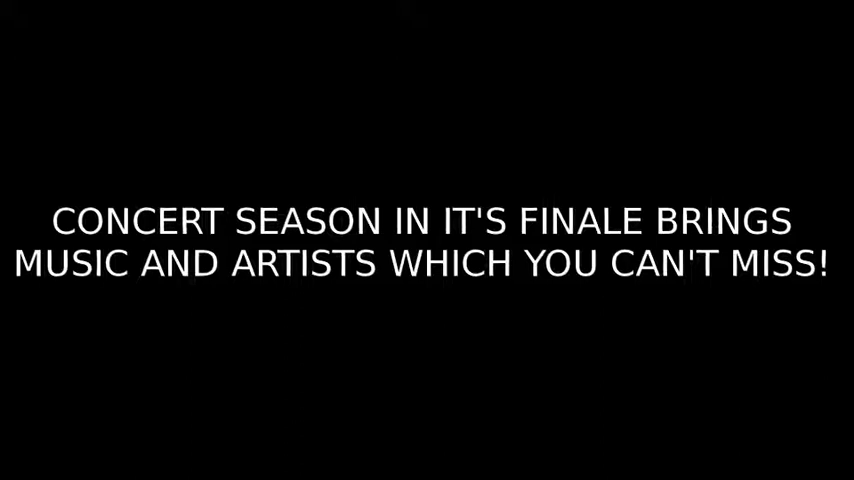 CONCERT SEASON IN IT'S FINALE BRINGS
MUSIC AND ARTISTS WHICH YOU CAN'T MISS!